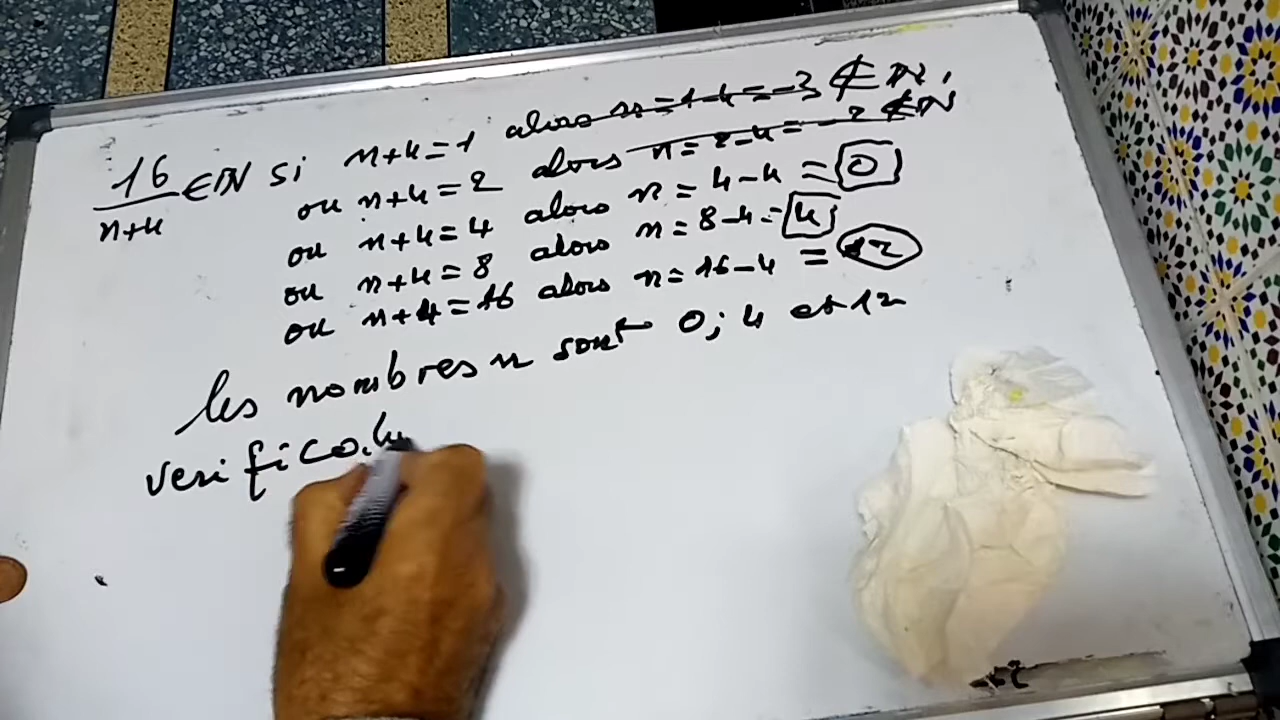 16/(n+4) ∈ IN si n+4=1 alors n=1-4=-3 ∉ IN.
ou n+4=2 alors n=2-4=-2 ∉ IN
ou n+4=4 alors n=4-4=0
ou n+4=8 alors n=8-4=4
ou n+4=16 alors n=16-4=12
les nombres n sont 0; 4 et 12